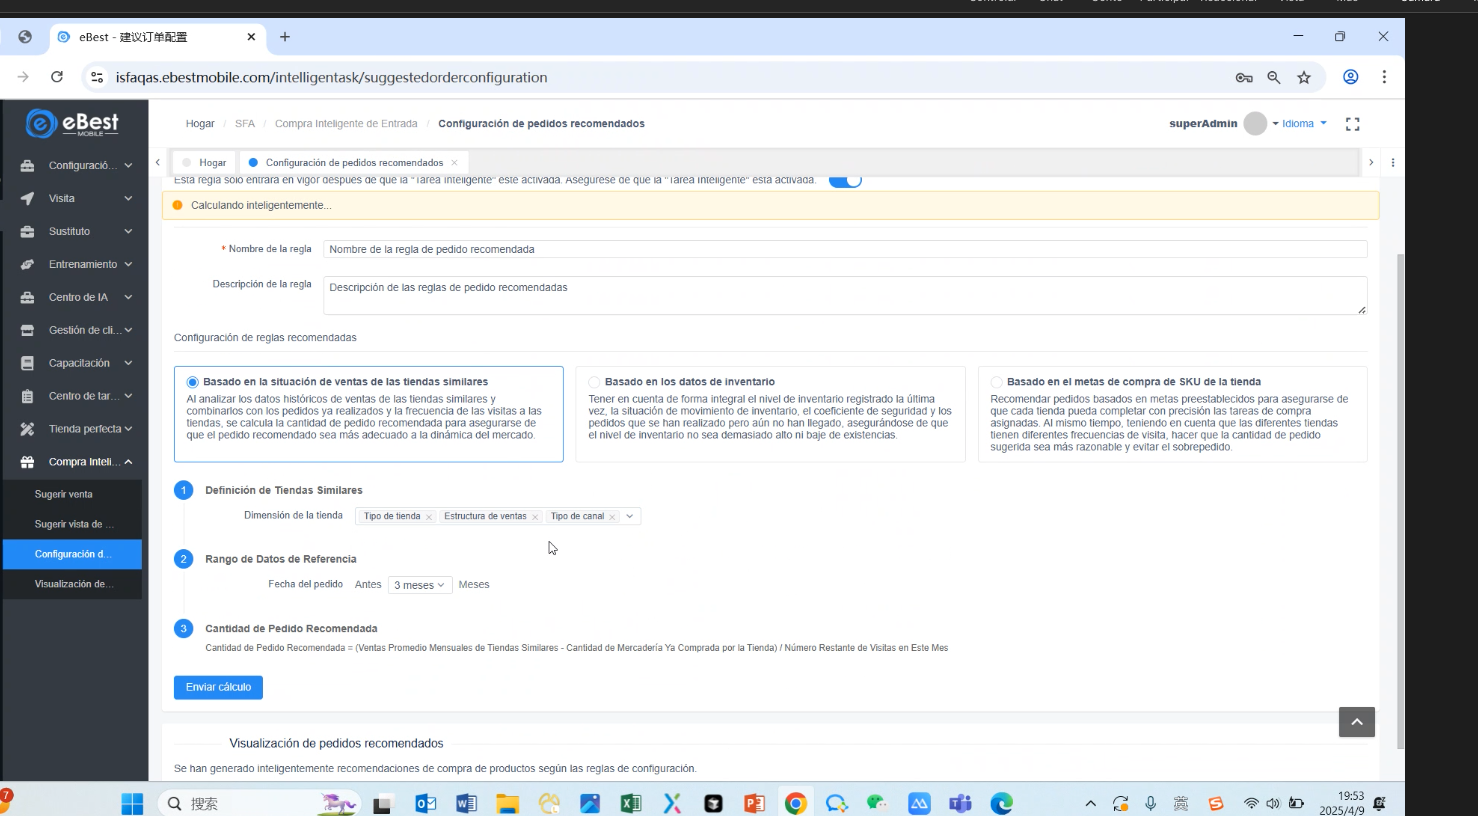 eBest - 建议订单配置
isfaqas.ebestmobile.com/intelligentask/suggestedorderconfiguration
eBest
MOBILE
Hogar / SFA / Compra Inteligente de Entrada / Configuración de pedidos recomendados
superAdmin
Idioma
Configuració...
Visita
Sustituto
Entrenamiento
Centro de IA
Gestión de cli...
Capacitación
Centro de tar...
Tienda perfecta
Compra Inteli...
Sugerir venta
Sugerir vista de ...
Configuración d...
Visualización de...
Hogar
Configuración de pedidos recomendados
Esta regla solo entrará en vigor después de que la "Tarea Inteligente" esté activada. Asegúrese de que la "Tarea Inteligente" está activada.
Calculando inteligentemente...
* Nombre de la regla
Nombre de la regla de pedido recomendada
Descripción de la regla
Descripción de las reglas de pedido recomendadas
Configuración de reglas recomendadas
Basado en la situación de ventas de las tiendas similares
Al analizar los datos históricos de ventas de las tiendas similares y
combinarlos con los pedidos ya realizados y la frecuencia de las visitas a las
tiendas, se calcula la cantidad de pedido recomendada para asegurarse de
que el pedido recomendado sea más adecuado a la dinámica del mercado.
Basado en los datos de inventario
Tener en cuenta de forma integral el nivel de inventario registrado la última
vez, la situación de movimiento de inventario, el coeficiente de seguridad y los
pedidos que se han realizado pero aún no han llegado, asegurándose de que
el nivel de inventario no sea demasiado alto ni baje de existencias.
Basado en el metas de compra de SKU de la tienda
Recomendar pedidos basados en metas preestablecidos para asegurarse de
que cada tienda pueda completar con precisión las tareas de compra
asignadas. Al mismo tiempo, teniendo en cuenta que las diferentes tiendas
tienen diferentes frecuencias de visita, hacer que la cantidad de pedido
sugerida sea más razonable y evitar el sobrepedido.
1 Definición de Tiendas Similares
Dimensión de la tienda
Tipo de tienda
Estructura de ventas
Tipo de canal
2 Rango de Datos de Referencia
Fecha del pedido Antes 3 meses Meses
3 Cantidad de Pedido Recomendada
Cantidad de Pedido Recomendada = (Ventas Promedio Mensuales de Tiendas Similares - Cantidad de Mercadería Ya Comprada por la Tienda) / Número Restante de Visitas en Este Mes
Enviar cálculo
Visualización de pedidos recomendados
Se han generado inteligentemente recomendaciones de compra de productos según las reglas de configuración.
7
搜索
英
19:53
2025/4/9